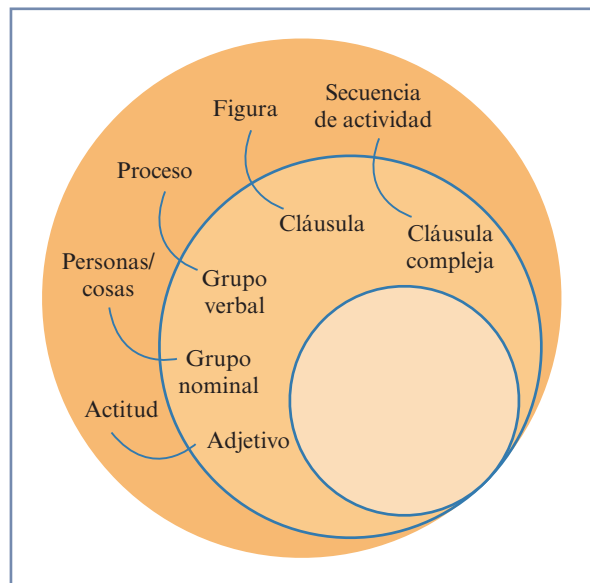 Secuencia
de actividad
Figura
Proceso
Cláusula
Cláusula
compleja
Personas/
cosas
Grupo
verbal
Grupo
nominal
Actitud
Adjetivo